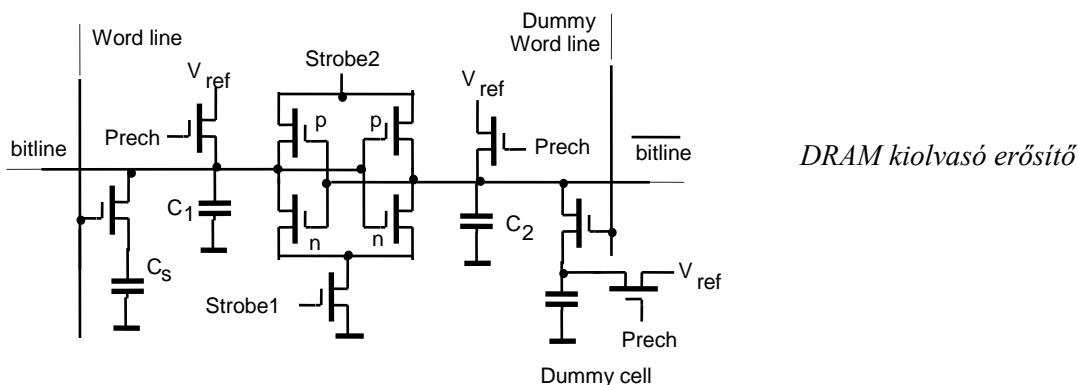 Word line
Dummy
Word line
Strobe2
V ref
V ref
p
p
Prech
Prech
bitline
bitline
DRAM kiolvasó erősítő
C1
C2
n
n
Cs
V ref
Strobe1
Prech
Dummy cell